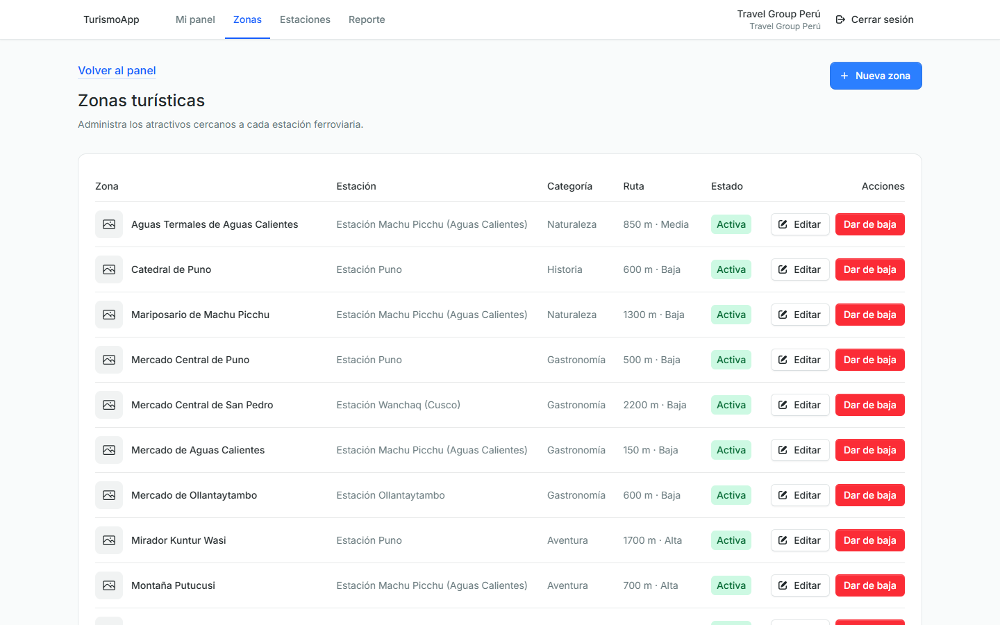 TurismoApp Mi panel Zonas Estaciones Reporte Travel Group Perú Cerrar sesión
Travel Group Perú
Volver al panel
+ Nueva zona
Zonas turísticas
Administra los atractivos cercanos a cada estación ferroviaria.
Zona Estación Categoría Ruta Estado Acciones
Aguas Termales de Aguas Calientes Estación Machu Picchu (Aguas Calientes) Naturaleza 850 m · Media Activa Editar Dar de baja
Catedral de Puno Estación Puno Historia 600 m · Baja Activa Editar Dar de baja
Mariposario de Machu Picchu Estación Machu Picchu (Aguas Calientes) Naturaleza 1300 m · Baja Activa Editar Dar de baja
Mercado Central de Puno Estación Puno Gastronomía 500 m · Baja Activa Editar Dar de baja
Mercado Central de San Pedro Estación Wanchaq (Cusco) Gastronomía 2200 m · Baja Activa Editar Dar de baja
Mercado de Aguas Calientes Estación Machu Picchu (Aguas Calientes) Gastronomía 150 m · Baja Activa Editar Dar de baja
Mercado de Ollantaytambo Estación Ollantaytambo Gastronomía 600 m · Baja Activa Editar Dar de baja
Mirador Kuntur Wasi Estación Puno Aventura 1700 m · Alta Activa Editar Dar de baja
Montaña Putucusi Estación Machu Picchu (Aguas Calientes) Aventura 700 m · Alta Activa Editar Dar de baja